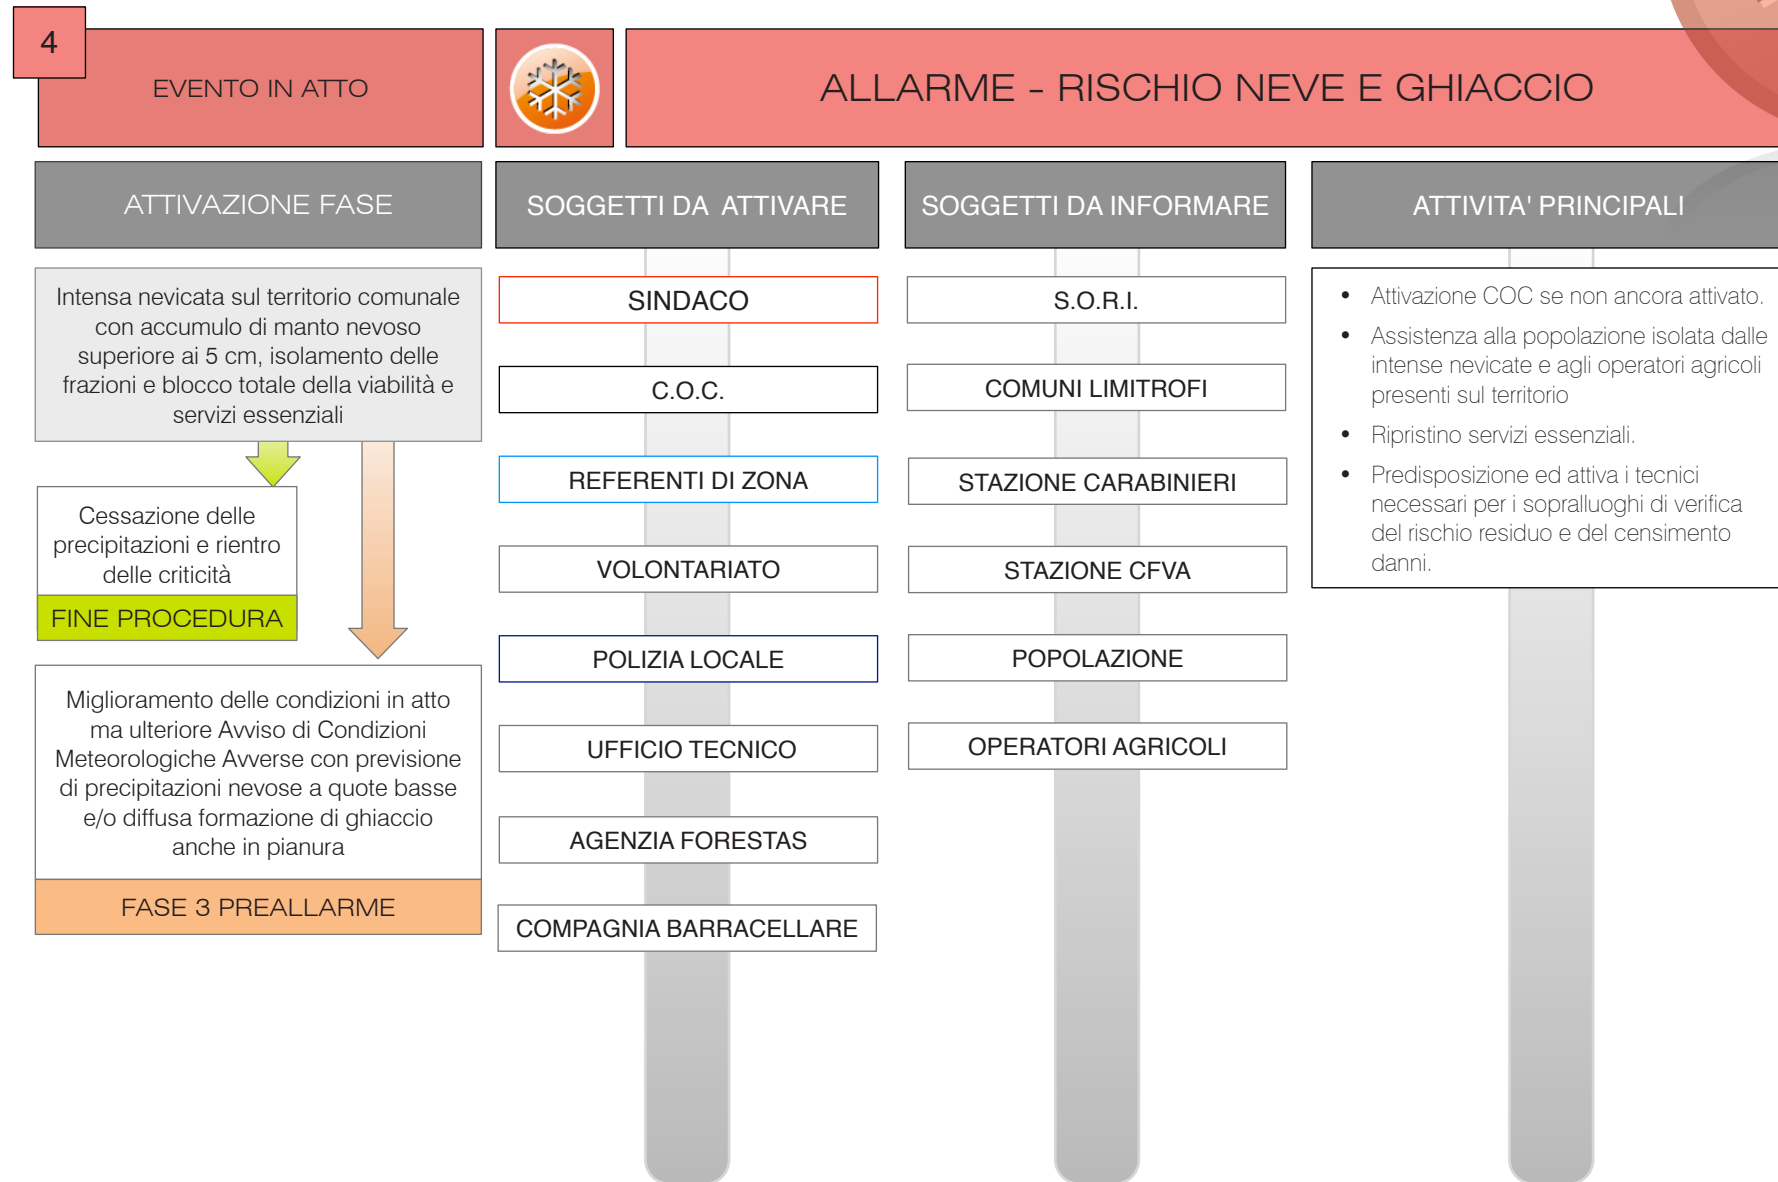 4
EVENTO IN ATTO
ALLARME - RISCHIO NEVE E GHIACCIO
ATTIVAZIONE FASE
Intensa nevicata sul territorio comunale
con accumulo di manto nevoso
superiore ai 5 cm, isolamento delle
frazioni e blocco totale della viabilità e
servizi essenziali
Cessazione delle
precipitazioni e rientro
delle criticità
FINE PROCEDURA
Miglioramento delle condizioni in atto
ma ulteriore Avviso di Condizioni
Meteorologiche Avverse con previsione
di precipitazioni nevose a quote basse
e/o diffusa formazione di ghiaccio
anche in pianura
FASE 3 PREALLARME
SOGGETTI DA ATTIVARE
SINDACO
C.O.C.
REFERENTI DI ZONA
VOLONTARIATO
POLIZIA LOCALE
UFFICIO TECNICO
AGENZIA FORESTAS
COMPAGNIA BARRACELLARE
SOGGETTI DA INFORMARE
S.O.R.I.
COMUNI LIMITROFI
STAZIONE CARABINIERI
STAZIONE CFVA
POPOLAZIONE
OPERATORI AGRICOLI
ATTIVITA' PRINCIPALI
• Attivazione COC se non ancora attivato.
• Assistenza alla popolazione isolata dalle
intense nevicate e agli operatori agricoli
presenti sul territorio
• Ripristino servizi essenziali.
• Predisposizione ed attiva i tecnici
necessari per i sopralluoghi di verifica
del rischio residuo e del censimento
danni.